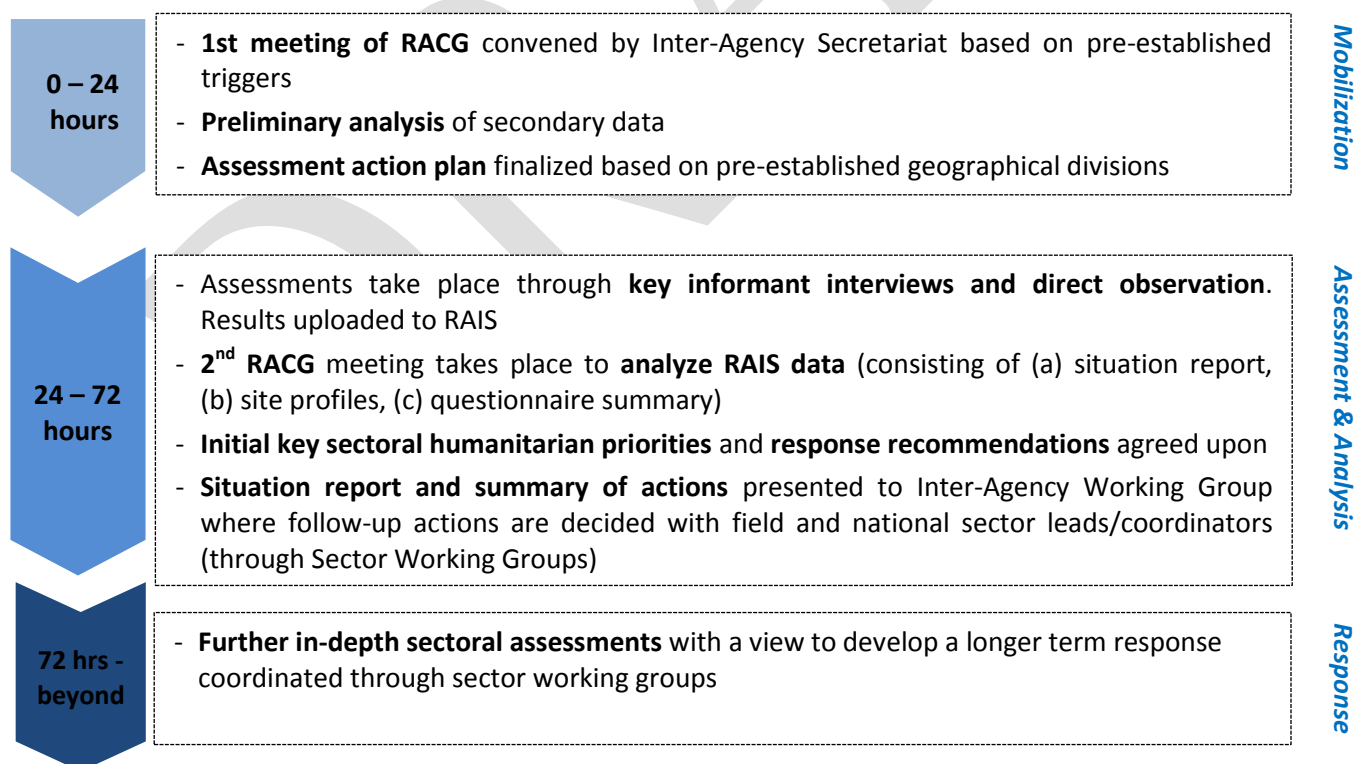 0 – 24
hours
- 1st meeting of RACG convened by Inter-Agency Secretariat based on pre-established
triggers
- Preliminary analysis of secondary data
- Assessment action plan finalized based on pre-established geographical divisions
Mobilization
24 – 72
hours
- Assessments take place through key informant interviews and direct observation.
Results uploaded to RAIS
- 2nd RACG meeting takes place to analyze RAIS data (consisting of (a) situation report,
(b) site profiles, (c) questionnaire summary)
- Initial key sectoral humanitarian priorities and response recommendations agreed upon
- Situation report and summary of actions presented to Inter-Agency Working Group
where follow-up actions are decided with field and national sector leads/coordinators
(through Sector Working Groups)
Assessment & Analysis
72 hrs -
beyond
- Further in-depth sectoral assessments with a view to develop a longer term response
coordinated through sector working groups
Response